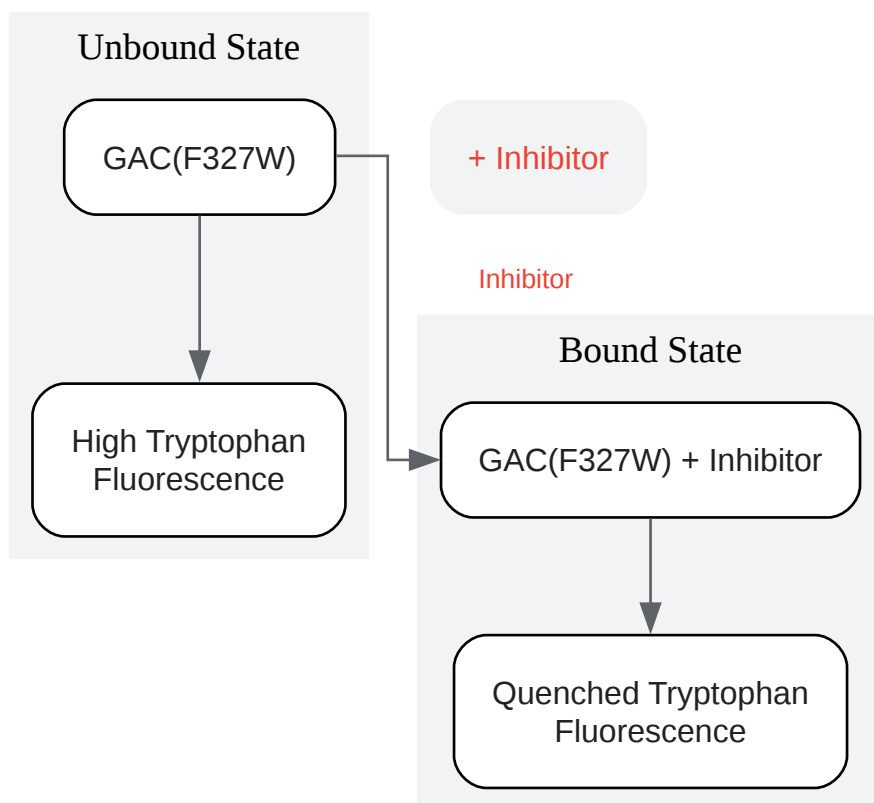 Unbound State
GAC(F327W)
+ Inhibitor
Inhibitor
High Tryptophan
Fluorescence
Bound State
GAC(F327W) + Inhibitor
Quenched Tryptophan
Fluorescence